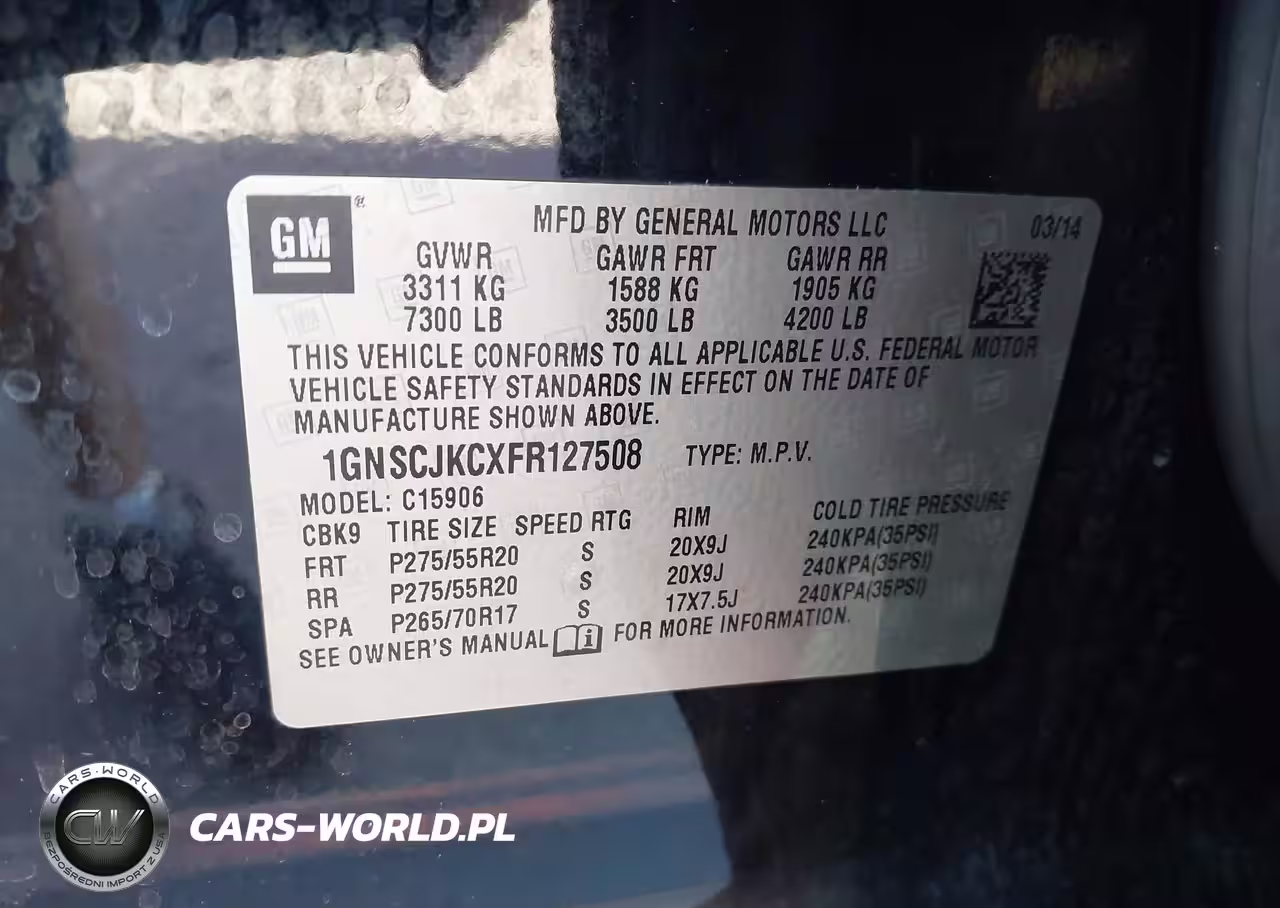 GM ®
MFD BY GENERAL MOTORS LLC 03/14
GVWR GAWR FRT GAWR RR
3311 KG 1588 KG 1905 KG
7300 LB 3500 LB 4200 LB
THIS VEHICLE CONFORMS TO ALL APPLICABLE U.S. FEDERAL MOTOR
VEHICLE SAFETY STANDARDS IN EFFECT ON THE DATE OF
MANUFACTURE SHOWN ABOVE.
1GNSCJKCXFR127508 TYPE: M.P.V.
MODEL: C15906
CBK9 TIRE SIZE SPEED RTG RIM COLD TIRE PRESSURE
FRT P275/55R20 S 20X9J 240KPA(35PSI)
RR P275/55R20 S 20X9J 240KPA(35PSI)
SPA P265/70R17 S 17X7.5J 240KPA(35PSI)
SEE OWNER'S MANUAL i FOR MORE INFORMATION.
CARS-WORLD
CW
BEZPOŚREDNI IMPORT Z USA
CARS-WORLD.PL